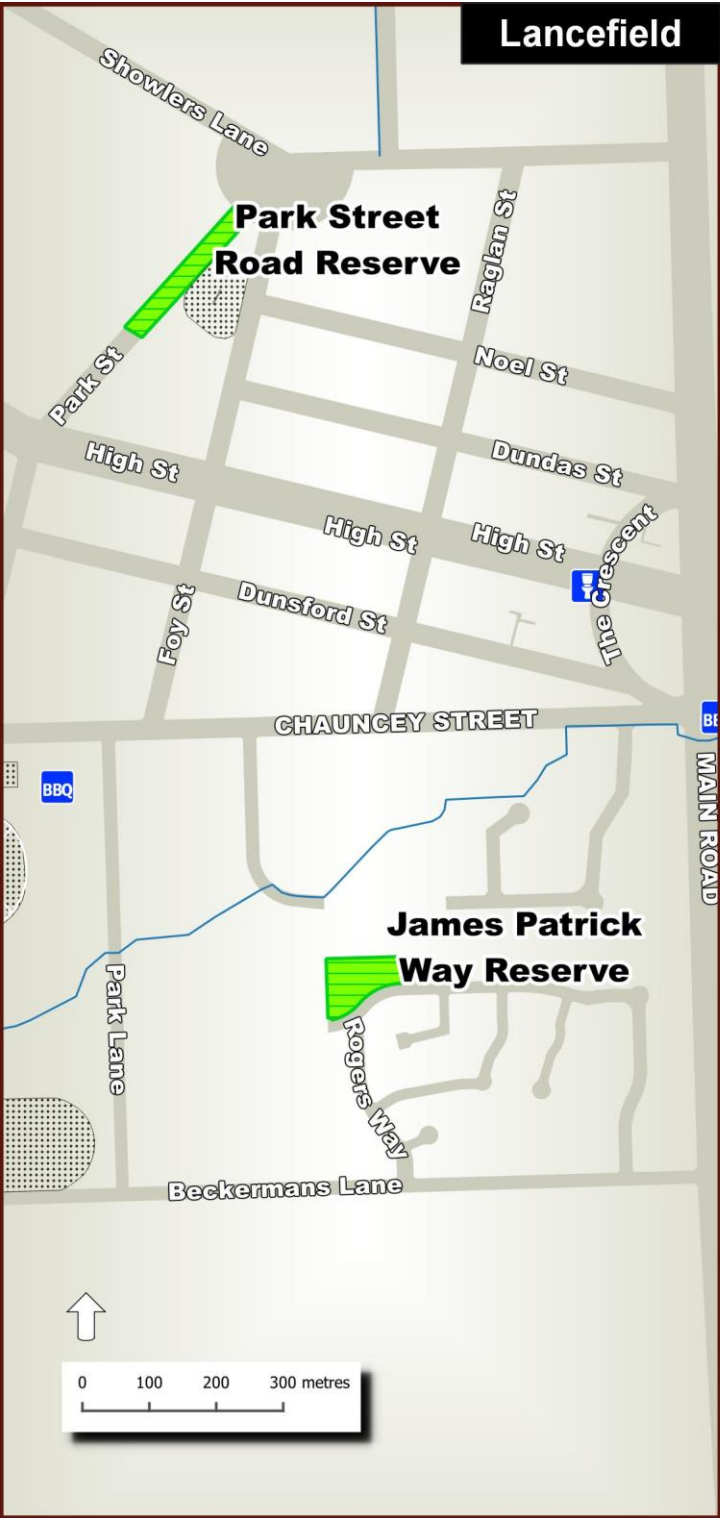 Lancefield
Showlers Lane
Park Street
Road Reserve
Raglan St
Park St
Noel St
High St
Dundas St
High St
High St
The Crescent
Foy St
Dunsford St
CHAUNCEY STREET
BE
BBQ
MAIN ROAD
James Patrick
Way Reserve
Park Lane
Rogers Way
Beckermans Lane
0 100 200 300 metres